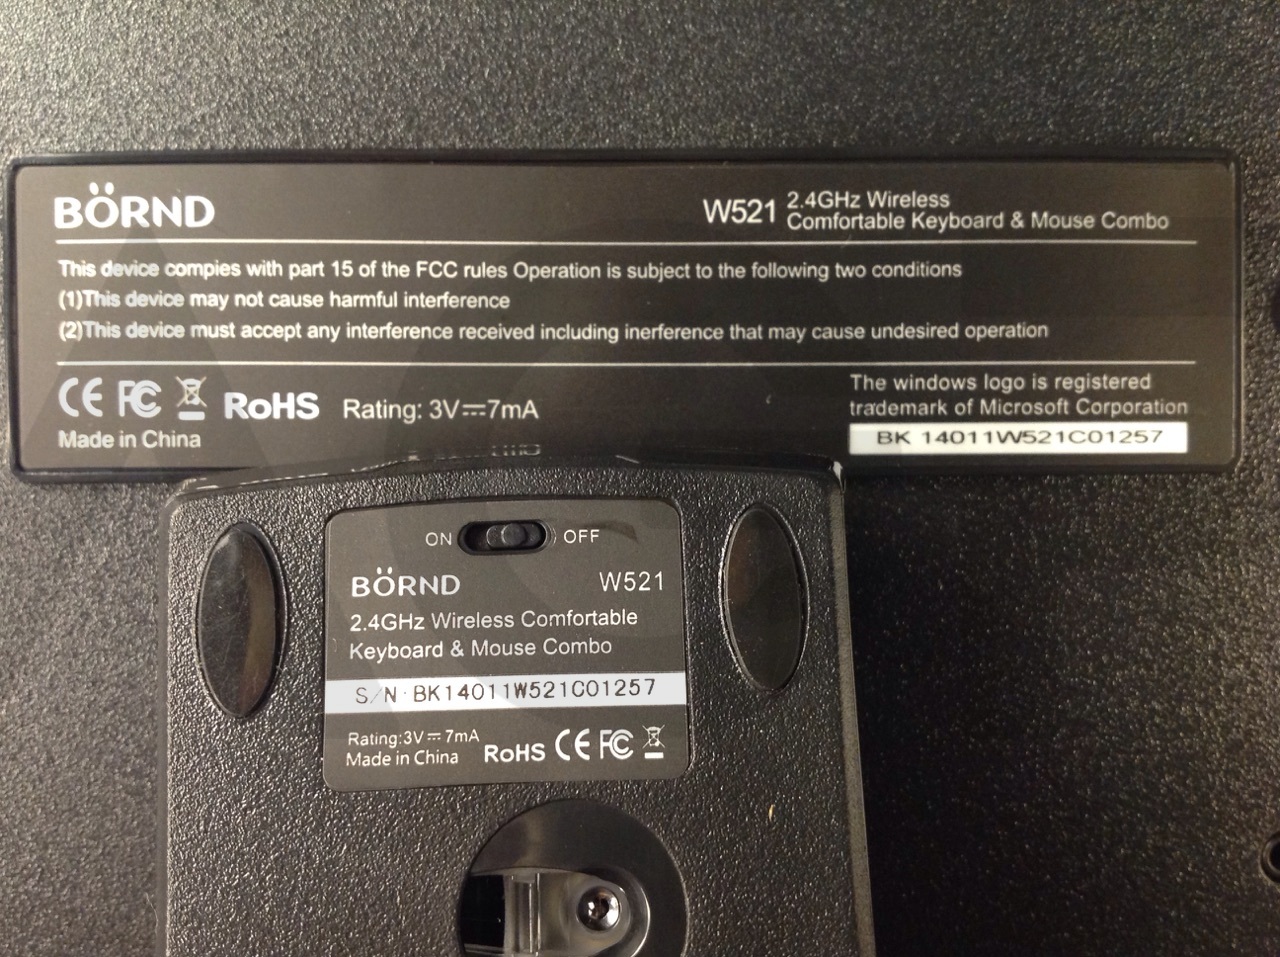 BÖRND
W521 2.4GHz Wireless
Comfortable Keyboard & Mouse Combo
This device compies with part 15 of the FCC rules Operation is subject to the following two conditions
(1)This device may not cause harmful interference
(2)This device must accept any interference received including inerference that may cause undesired operation
CE FC RoHS Rating: 3V⎓7mA
Made in China
The windows logo is registered
trademark of Microsoft Corporation
BK 14011W521C01257
ON OFF
BÖRND W521
2.4GHz Wireless Comfortable
Keyboard & Mouse Combo
S/N·BK14011W521C01257
Rating:3V⎓7mA
Made in China
RoHS CE FC